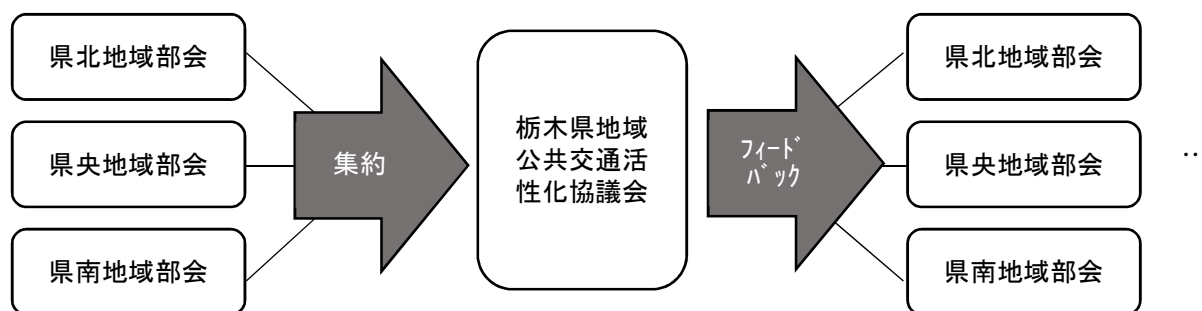 県北地域部会
県央地域部会
県南地域部会
集約
栃木県地域
公共交通活
性化協議会
ﾌｨｰﾄﾞ
ﾊﾞｯｸ
県北地域部会
県央地域部会
県南地域部会
…